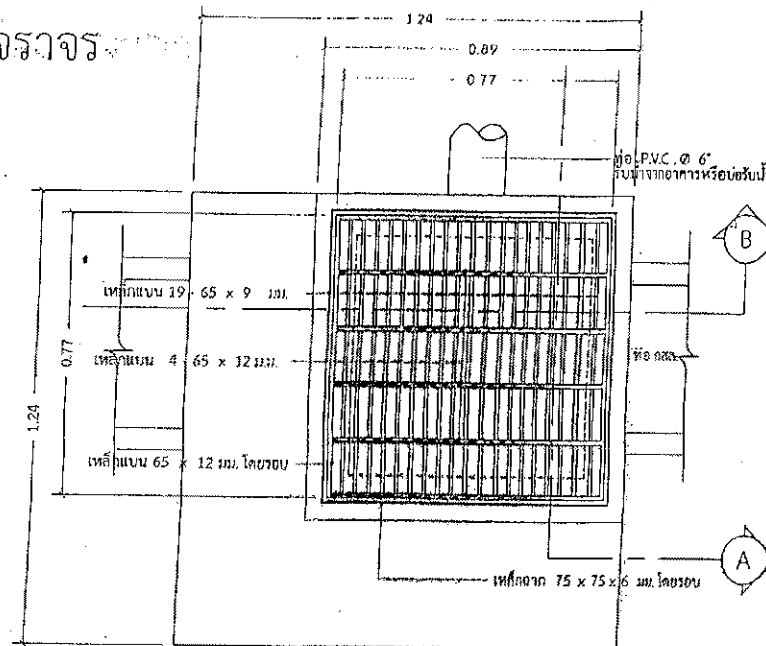 จราจร
1.24
0.89
0.77
ท่อ P.V.C. Ø 6"
รับน้ำจากอาคารหรือบ่อรับน้ำ
B
เหล็กแบน 19 - 65 x 9 มม.
0.77
เหล็กแบน 4 - 65 x 12 ม.ม.
ท่อ คสล.
1.24
เหล็กแบน 65 x 12 มม. โดยรอบ
A
เหล็กฉาก 75 x 75 x 6 มม. โดยรอบ